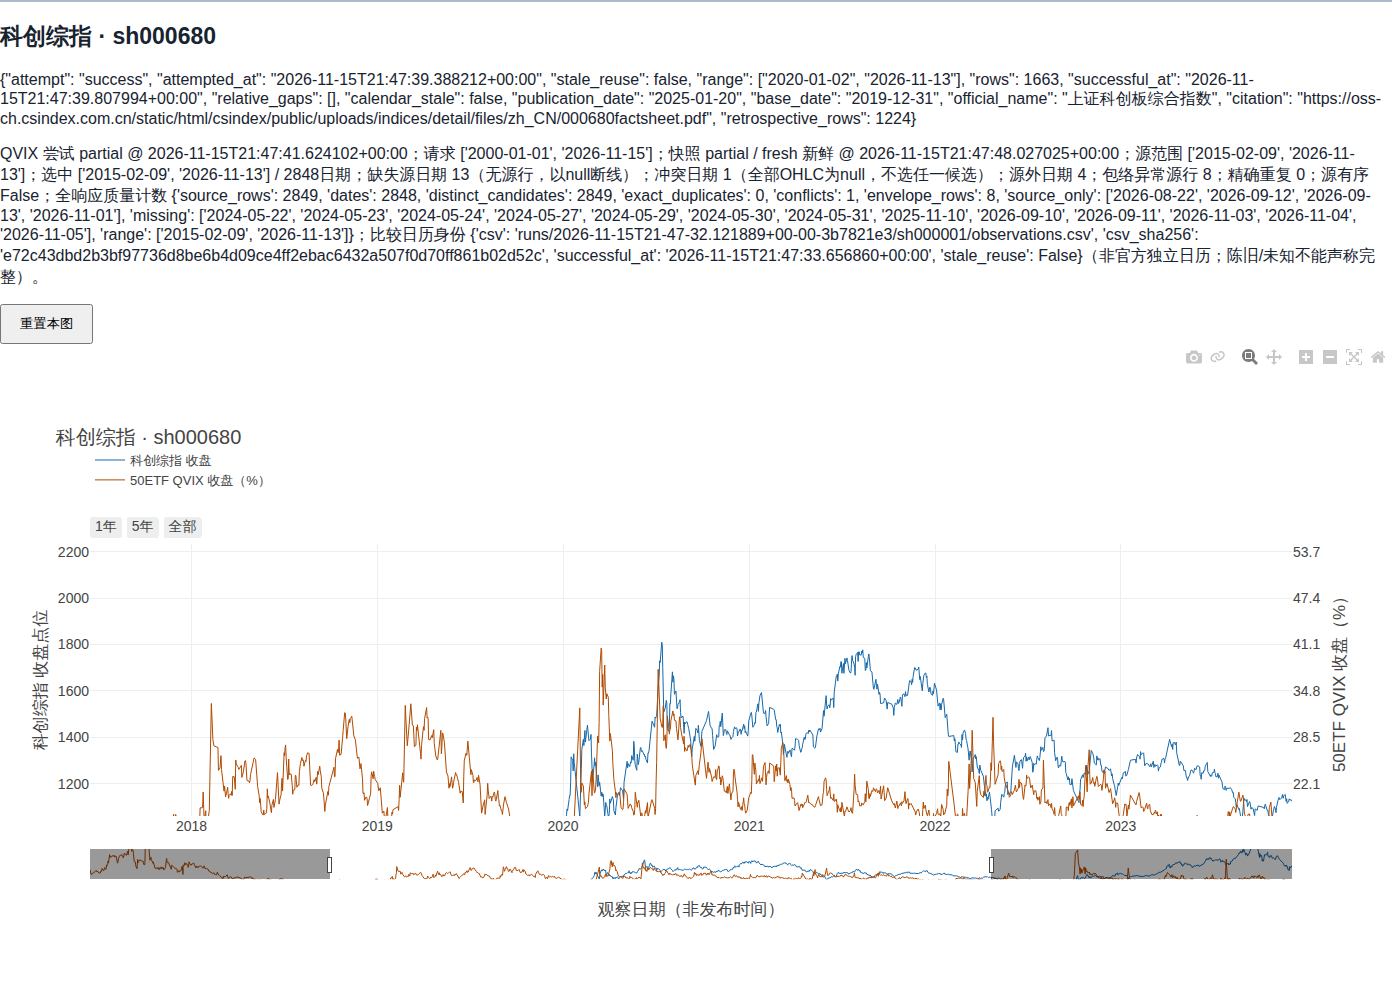 科创综指 · sh000680
{"attempt": "success", "attempted_at": "2026-11-15T21:47:39.388212+00:00", "stale_reuse": false, "range": ["2020-01-02", "2026-11-13"], "rows": 1663, "successful_at": "2026-11-
15T21:47:39.807994+00:00", "relative_gaps": [], "calendar_stale": false, "publication_date": "2025-01-20", "base_date": "2019-12-31", "official_name": "上证科创板综合指数", "citation": "https://oss-
ch.csindex.com.cn/static/html/csindex/public/uploads/indices/detail/files/zh_CN/000680factsheet.pdf", "retrospective_rows": 1224}
QVIX 尝试 partial @ 2026-11-15T21:47:41.624102+00:00；请求 ['2000-01-01', '2026-11-15']；快照 partial / fresh 新鲜 @ 2026-11-15T21:47:48.027025+00:00；源范围 ['2015-02-09', '2026-11-
13']；选中 ['2015-02-09', '2026-11-13'] / 2848日期；缺失源日期 13（无源行，以null断线）；冲突日期 1（全部OHLC为null，不选任一候选）；源外日期 4；包络异常源行 8；精确重复 0；源有序
False；全响应质量计数 {'source_rows': 2849, 'dates': 2848, 'distinct_candidates': 2849, 'exact_duplicates': 0, 'conflicts': 1, 'envelope_rows': 8, 'source_only': ['2026-08-22', '2026-09-12', '2026-09-
13', '2026-11-01'], 'missing': ['2024-05-22', '2024-05-23', '2024-05-24', '2024-05-27', '2024-05-29', '2024-05-30', '2024-05-31', '2025-11-10', '2026-09-10', '2026-09-11', '2026-11-03', '2026-11-04',
'2026-11-05'], 'range': ['2015-02-09', '2026-11-13']}；比较日历身份 {'csv': 'runs/2026-11-15T21-47-32.121889+00-00-3b7821e3/sh000001/observations.csv', 'csv_sha256':
'e72c43dbd2b3bf97736d8be6b4d09ce4ff2ebac6432a507f0d70ff861b02d52c', 'successful_at': '2026-11-15T21:47:33.656860+00:00', 'stale_reuse': False}（非官方独立日历；陈旧/未知不能声称完
整）。
重置本图
科创综指 · sh000680
科创综指 收盘
50ETF QVIX 收盘（%）
1年 5年 全部
2200
2000
1800
1600
1400
1200
科创综指 收盘点位
53.7
47.4
41.1
34.8
28.5
22.1
50ETF QVIX 收盘（%）
2018 2019 2020 2021 2022 2023
观察日期（非发布时间）